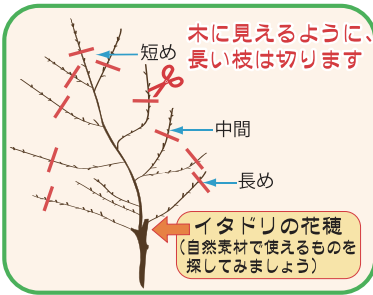 木に見えるように、
長い枝は切ります
短め
中間
長め
イタドリの花穂
(自然素材で使えるものを
探してみましょう)